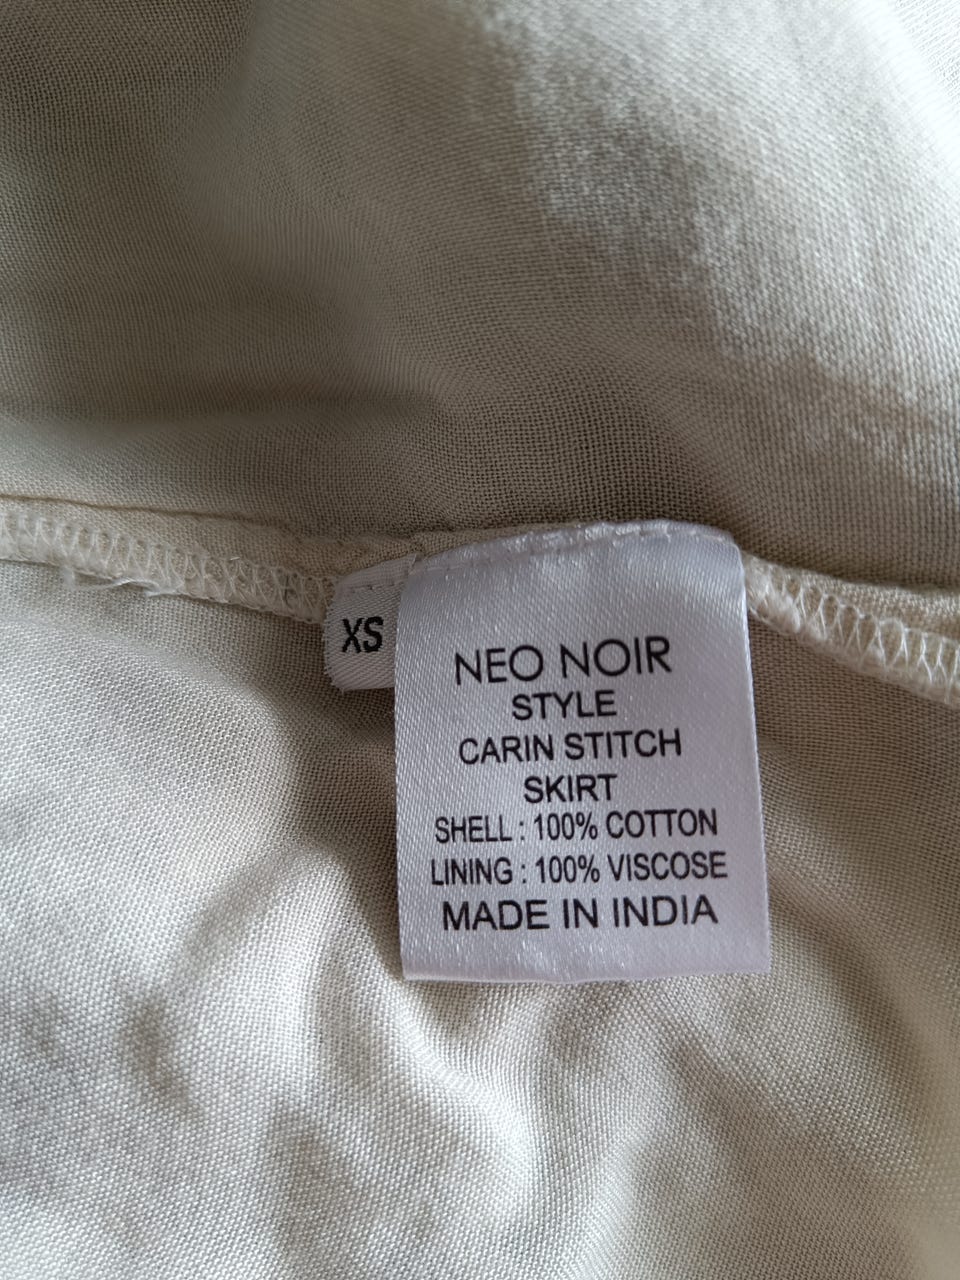 XS
NEO NOIR
STYLE
CARIN STITCH
SKIRT
SHELL : 100% COTTON
LINING : 100% VISCOSE
MADE IN INDIA